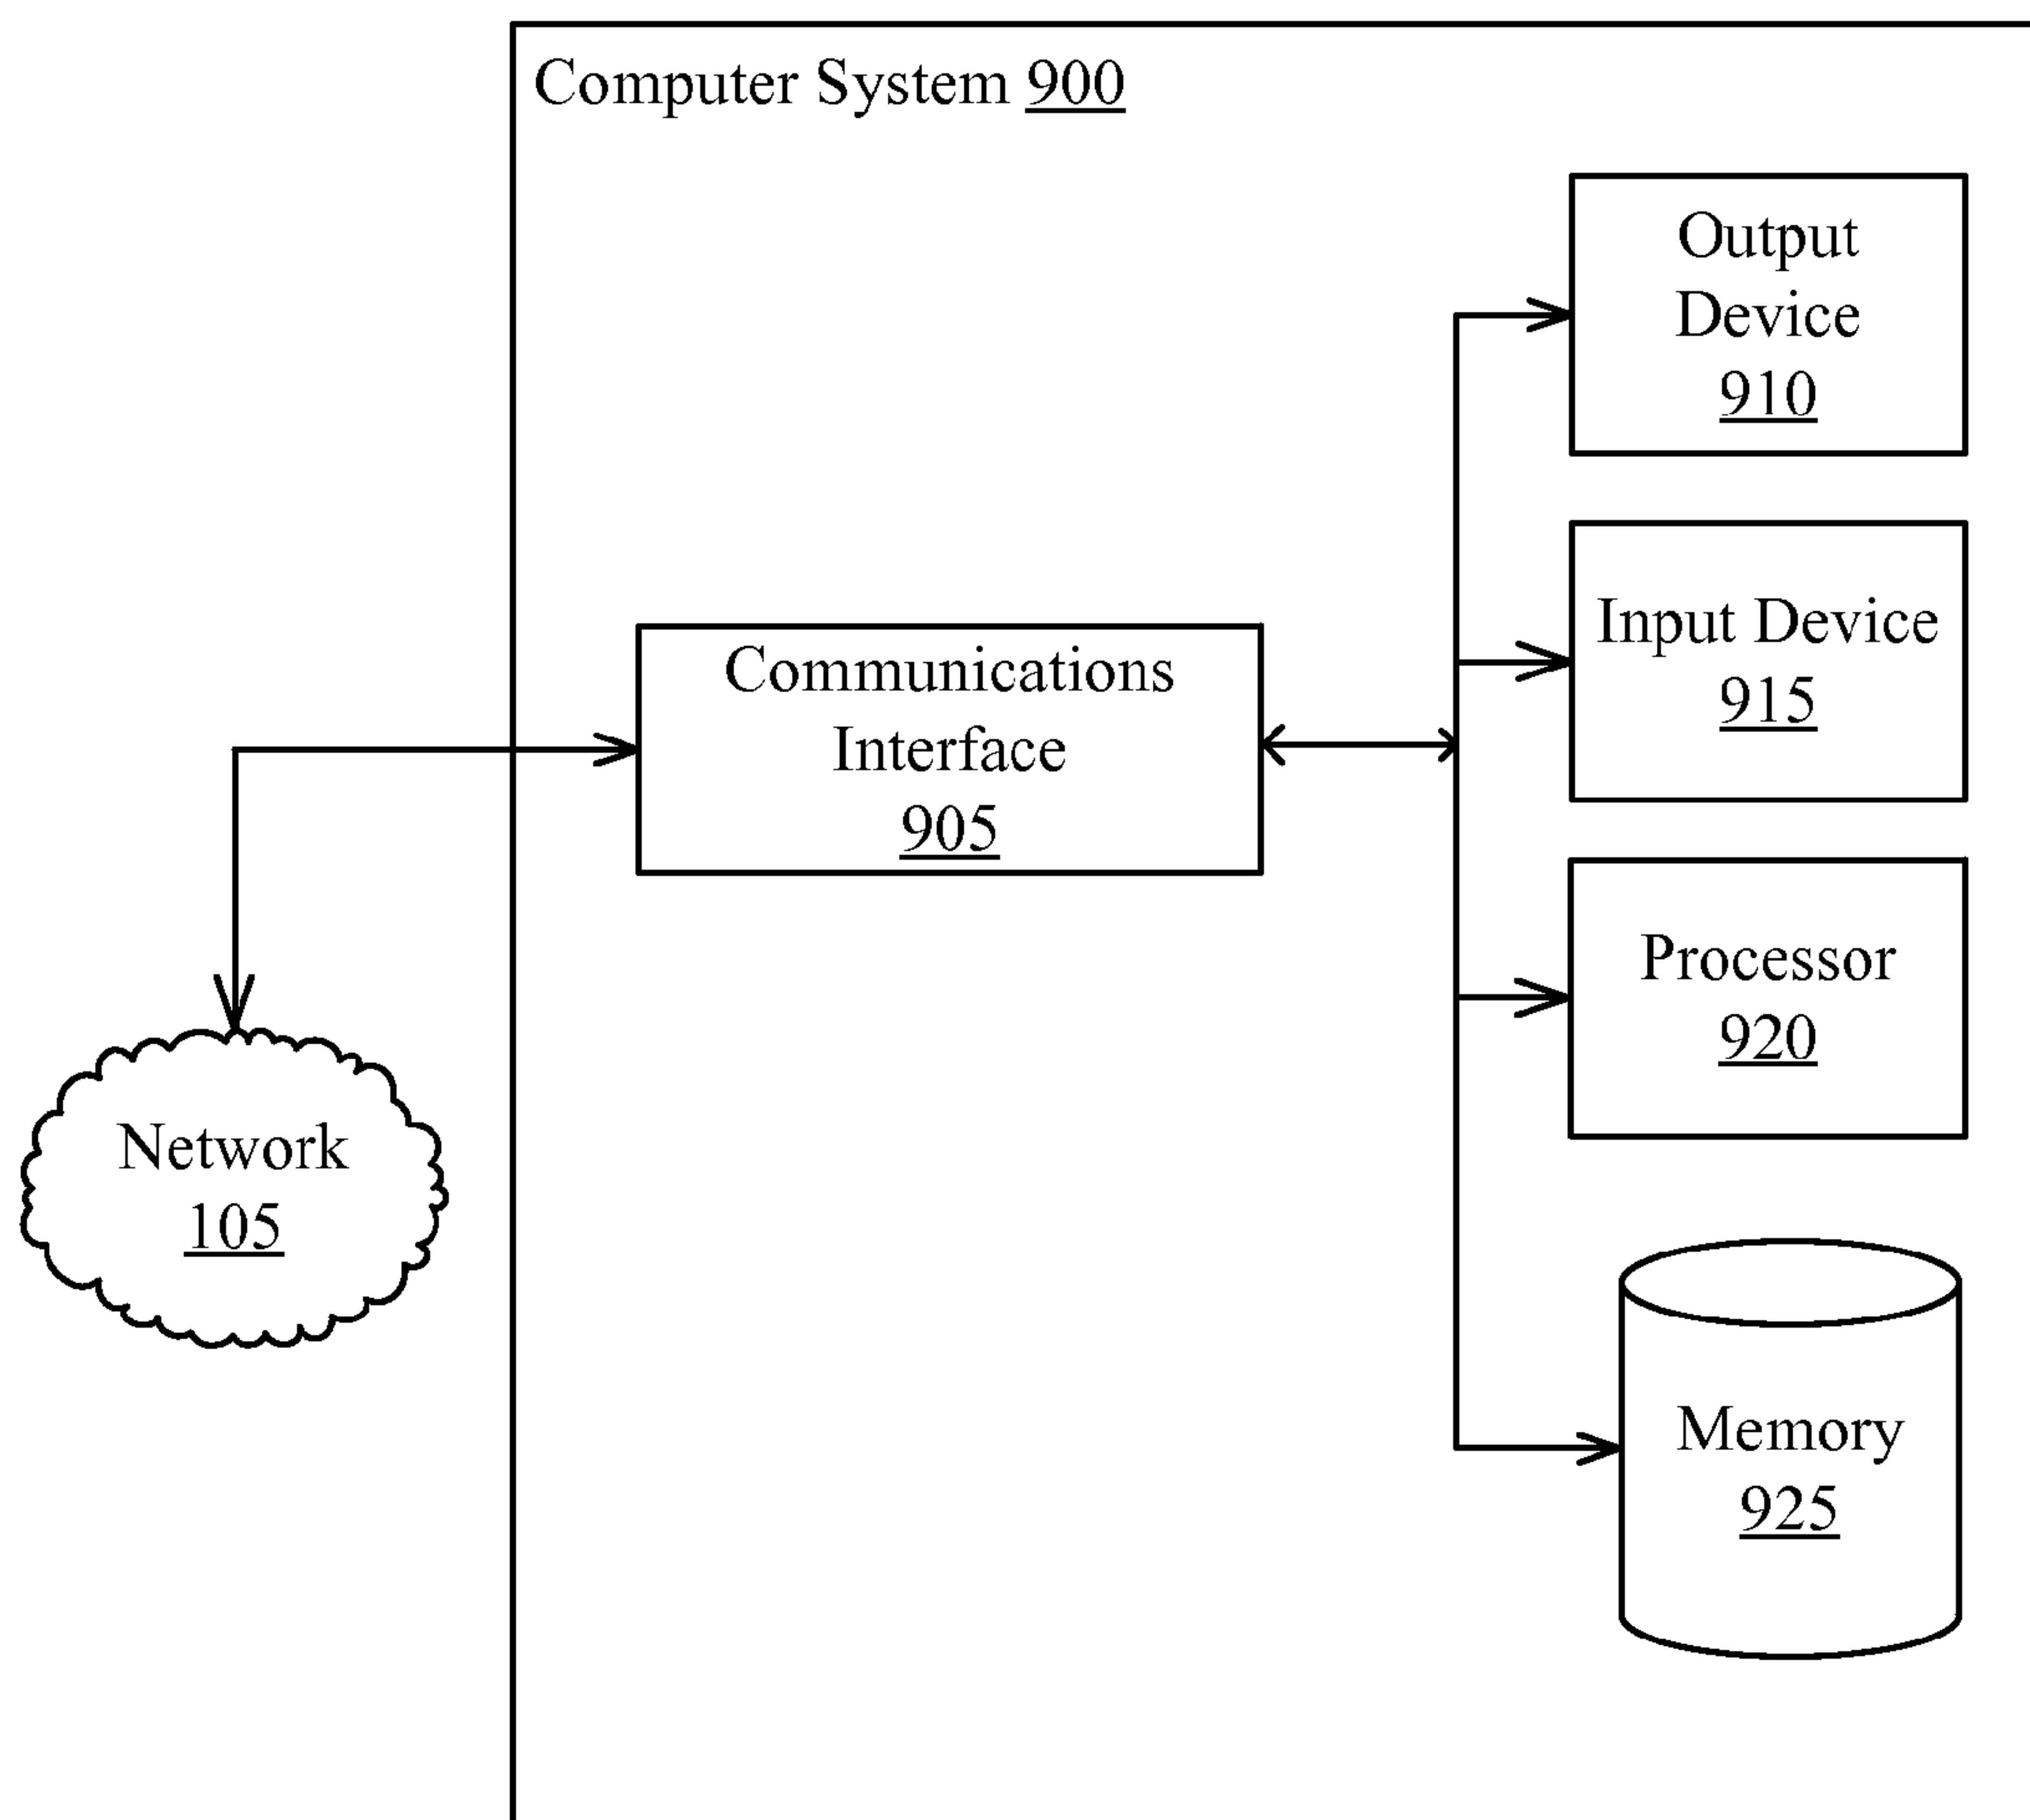 Computer System 900
Output
Device
910
Input Device
915
Communications
Interface
905
Processor
920
Network
105
Memory
925